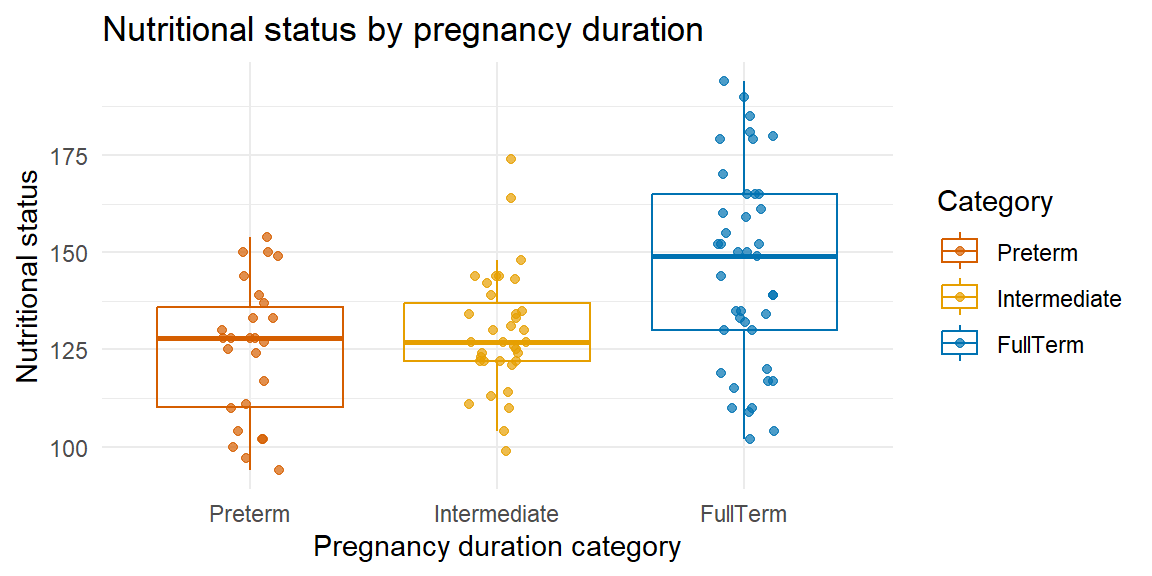 Nutritional status by pregnancy duration
Nutritional status
175
150
125
100
Preterm
Intermediate
FullTerm
Pregnancy duration category
Category
Preterm
Intermediate
FullTerm